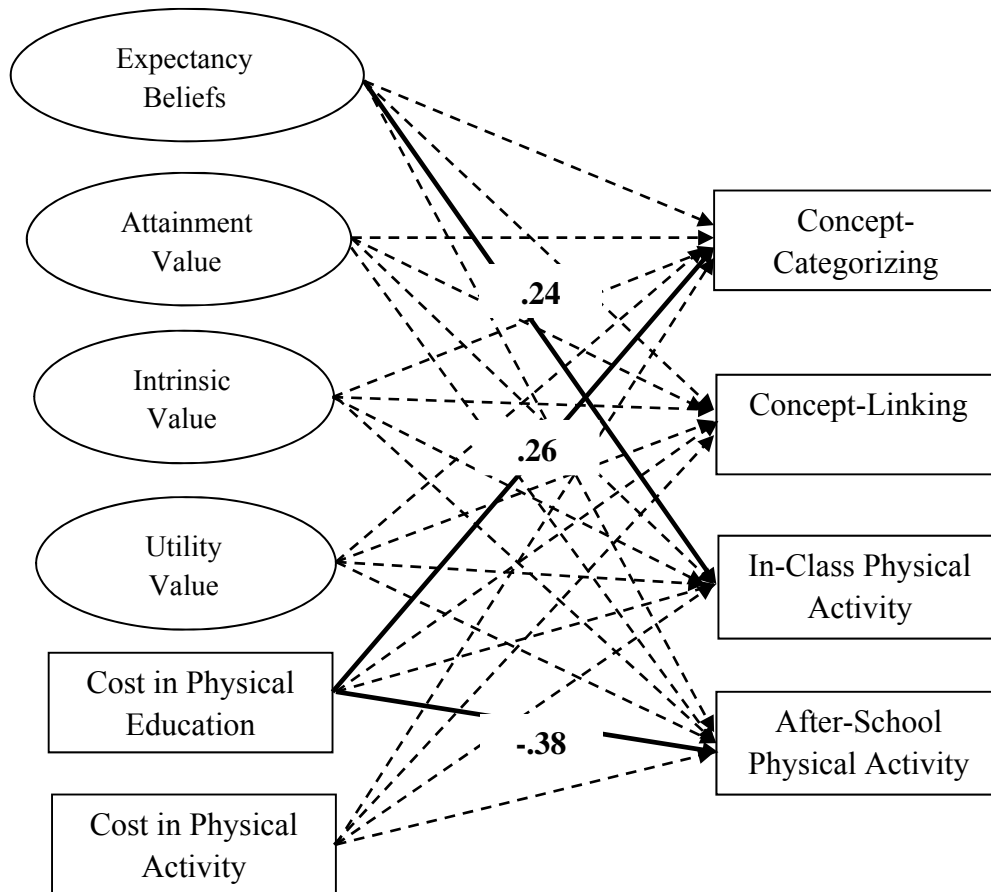 Expectancy
Beliefs
Attainment
Value
Intrinsic
Value
Utility
Value
Cost in Physical
Education
Cost in Physical
Activity
.24
.26
-.38
Concept-
Categorizing
Concept-Linking
In-Class Physical
Activity
After-School
Physical Activity